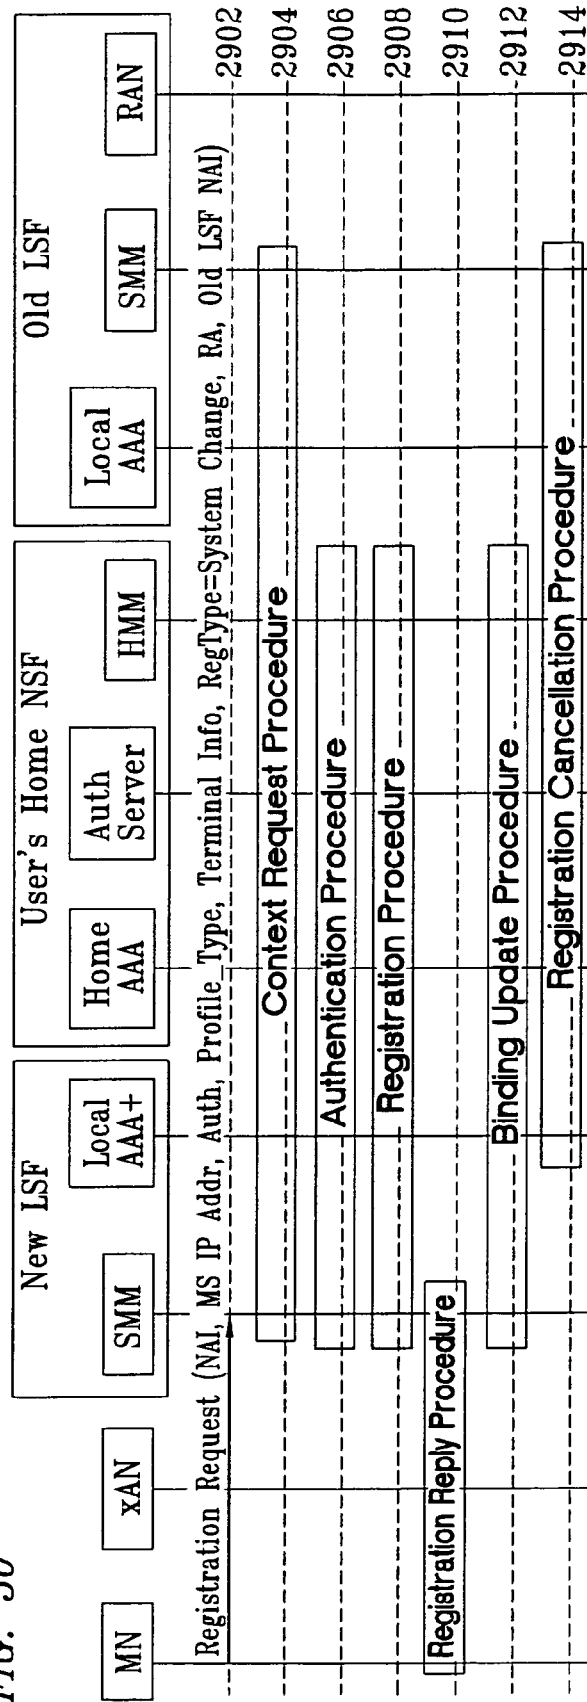 FIG. 30
New LSF
User's Home NSF
Old LSF
MN
xAN
SMM
Local
AAA+
Home
AAA
Auth
Server
HMM
Local
AAA
SMM
RAN
Registration Request (NAI, MS IP Addr, Auth, Profile_Type, Terminal Info, RegType=System Change, RA, Old LSF NAI)
2902
Context Request Procedure
2904
Authentication Procedure
2906
Registration Procedure
2908
Registration Reply Procedure
2910
Binding Update Procedure
2912
Registration Cancellation Procedure
2914